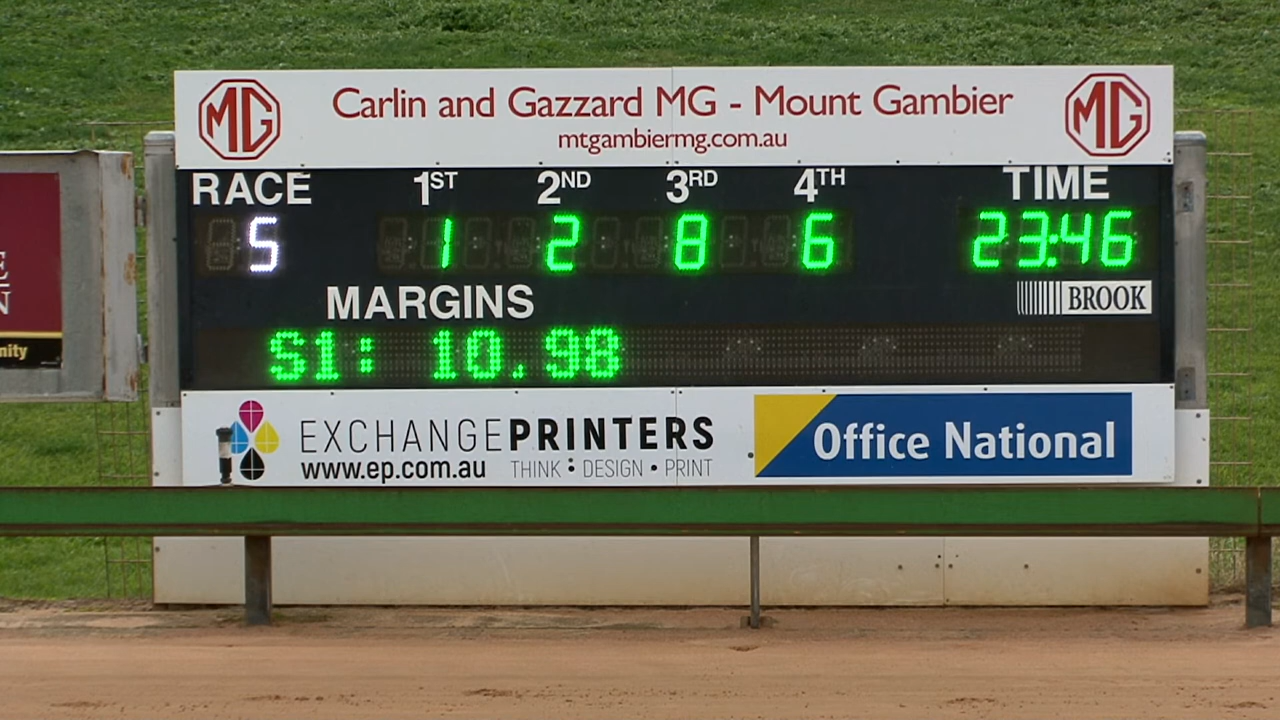 MG Carlin and Gazzard MG - Mount Gambier MG
mtgambiermg.com.au
RACE 1ST 2ND 3RD 4TH TIME
5 1 2 8 6 23:46
MARGINS BROOK
S1: 10.98
EXCHANGEPRINTERS
www.ep.com.au THINK : DESIGN • PRINT
Office National
E
N
nity